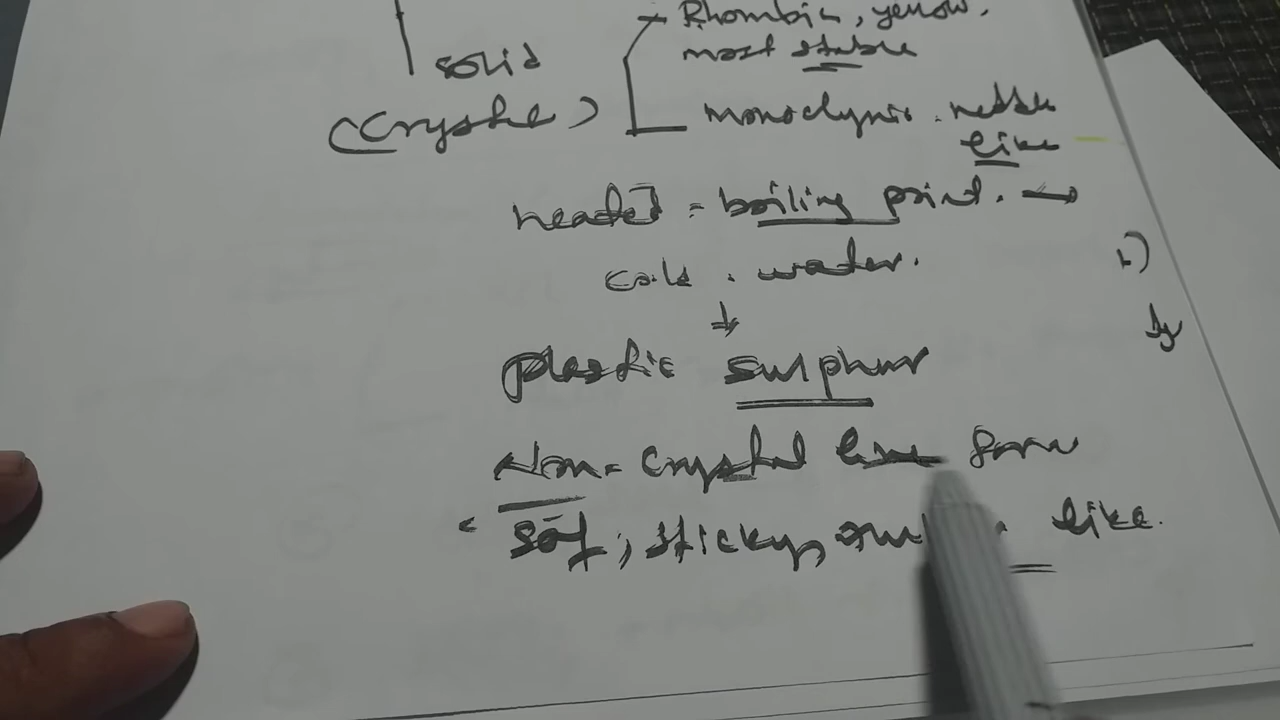 Rhombic, yellow,
most stable
solid
(Crystal)
monoclynic. needle
like
heated = boiling point. →
cold. water.
↓
plastic sulphur
Non-crystal line form
soft, sticky, like.